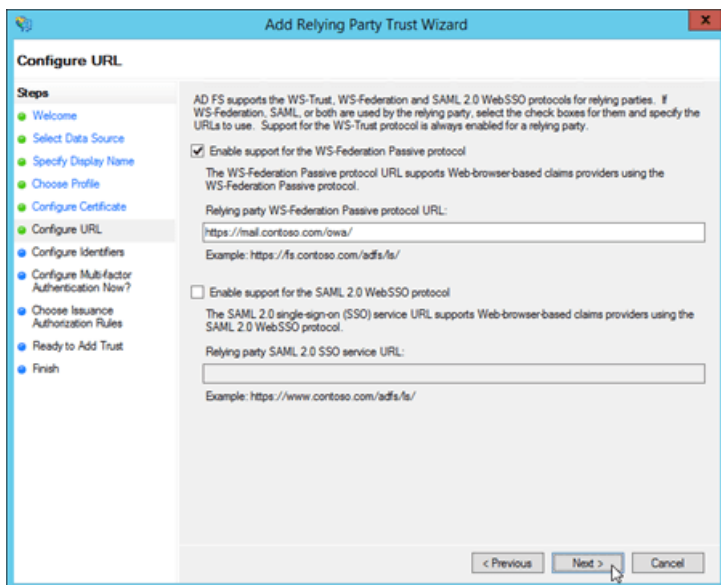 Add Relying Party Trust Wizard
x
Configure URL
Steps
Welcome
Select Data Source
Specify Display Name
Choose Profile
Configure Certificate
Configure URL
Configure Identifiers
Configure Multi-factor
Authentication Now?
Choose Issuance
Authorization Rules
Ready to Add Trust
Finish
AD FS supports the WS-Trust, WS-Federation and SAML 2.0 WebSSO protocols for relying parties. If
WS-Federation, SAML, or both are used by the relying party, select the check boxes for them and specify the
URLs to use. Support for the WS-Trust protocol is always enabled for a relying party.
Enable support for the WS-Federation Passive protocol
The WS-Federation Passive protocol URL supports Web-browser-based claims providers using the
WS-Federation Passive protocol.
Relying party WS-Federation Passive protocol URL:
https://mail.contoso.com/owa/
Example: https://fs.contoso.com/adfs/ls/
Enable support for the SAML 2.0 WebSSO protocol
The SAML 2.0 single-sign-on (SSO) service URL supports Web-browser-based claims providers using the
SAML 2.0 WebSSO protocol.
Relying party SAML 2.0 SSO service URL:
Example: https://www.contoso.com/adfs/ls/
< Previous
Next >
Cancel